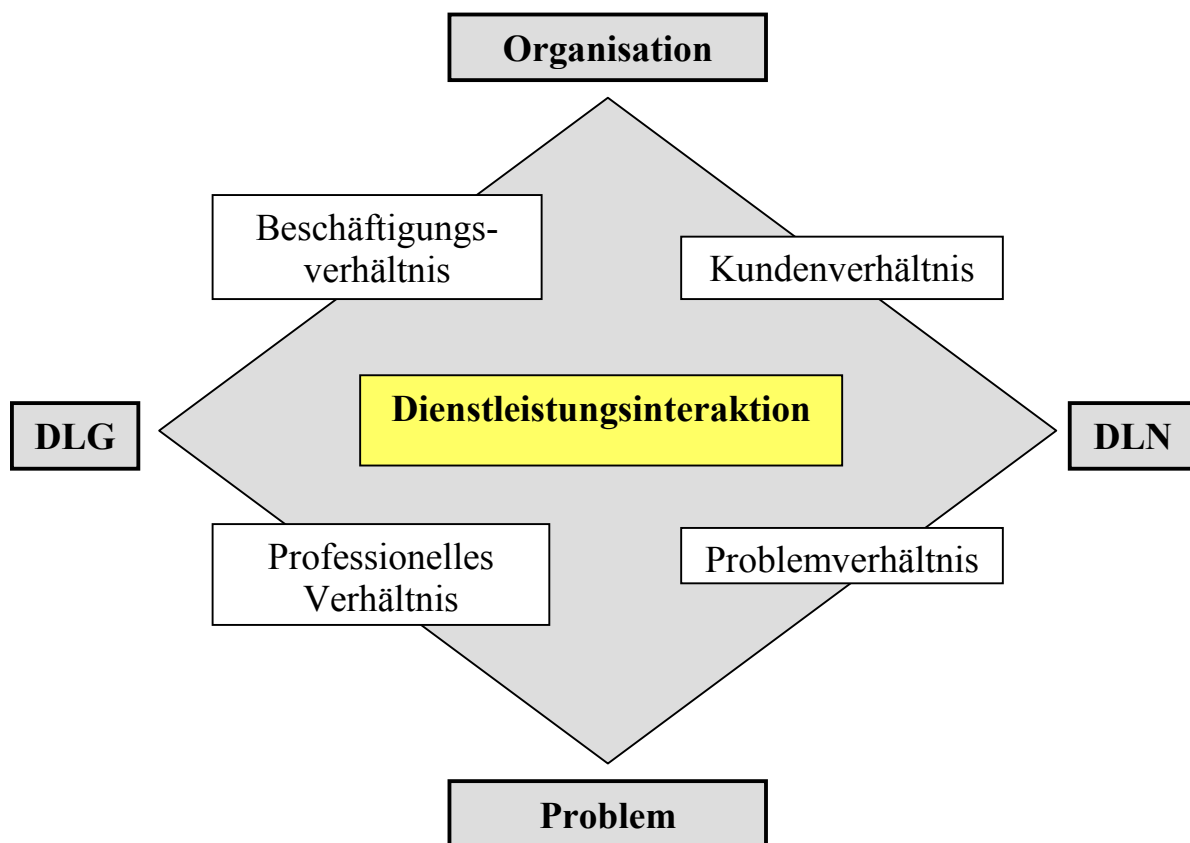 Organisation
Beschäftigungs-
verhältnis
Kundenverhältnis
Dienstleistungsinteraktion
DLG
DLN
Professionelles
Verhältnis
Problemverhältnis
Problem